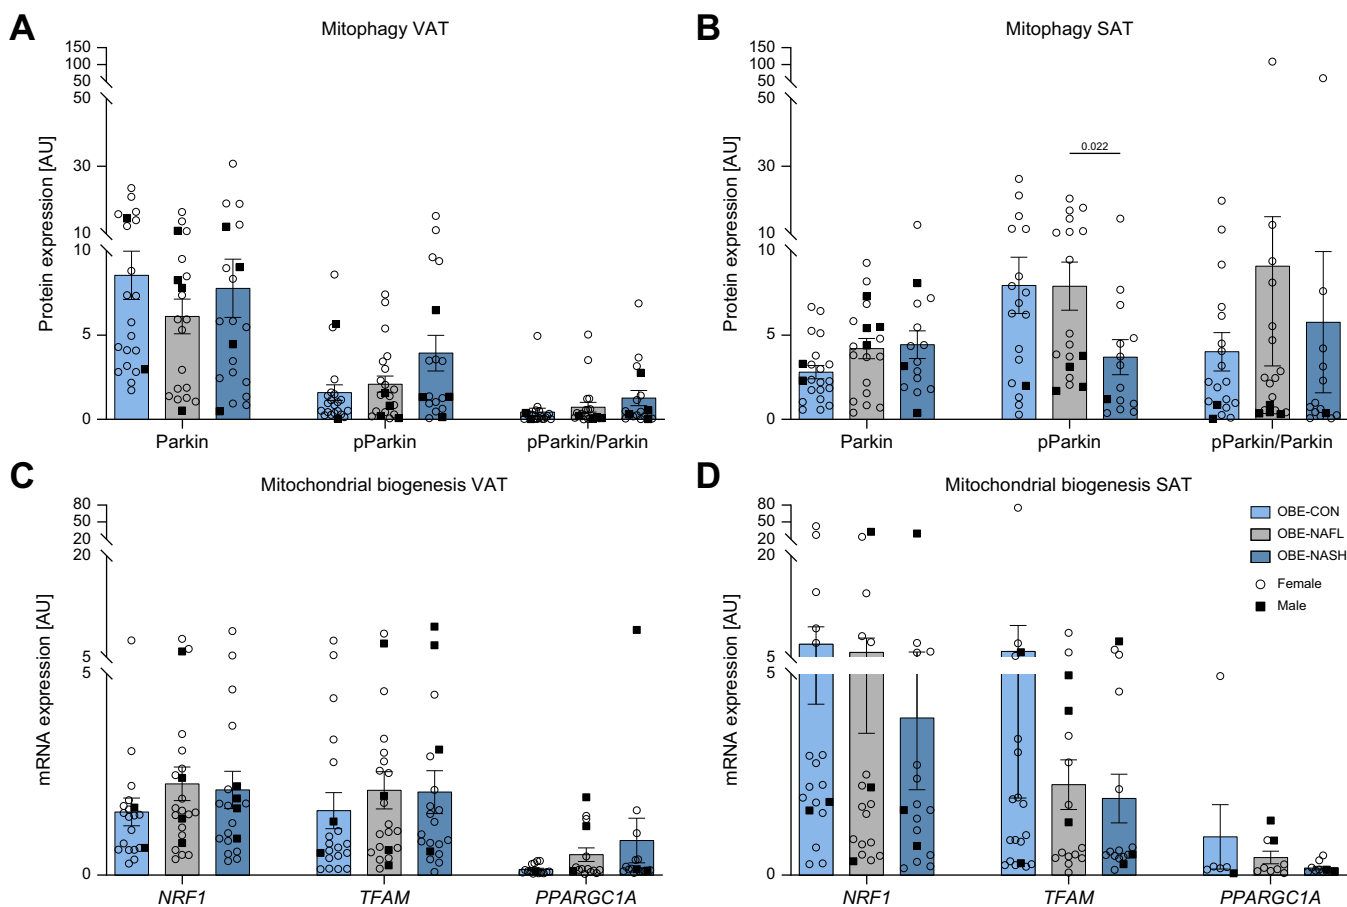 A
Mitophagy VAT
Protein expression [AU]
150
100
50
50
30
10
10
5
0
Parkin
pParkin
pParkin/Parkin
B
Mitophagy SAT
Protein expression [AU]
150
100
50
50
30
10
10
5
0
0.022
Parkin
pParkin
pParkin/Parkin
C
Mitochondrial biogenesis VAT
mRNA expression [AU]
80
50
20
20
5
5
0
NRF1
TFAM
PPARGC1A
D
Mitochondrial biogenesis SAT
mRNA expression [AU]
80
50
20
20
5
5
0
NRF1
TFAM
PPARGC1A
OBE-CON
OBE-NAFL
OBE-NASH
Female
Male